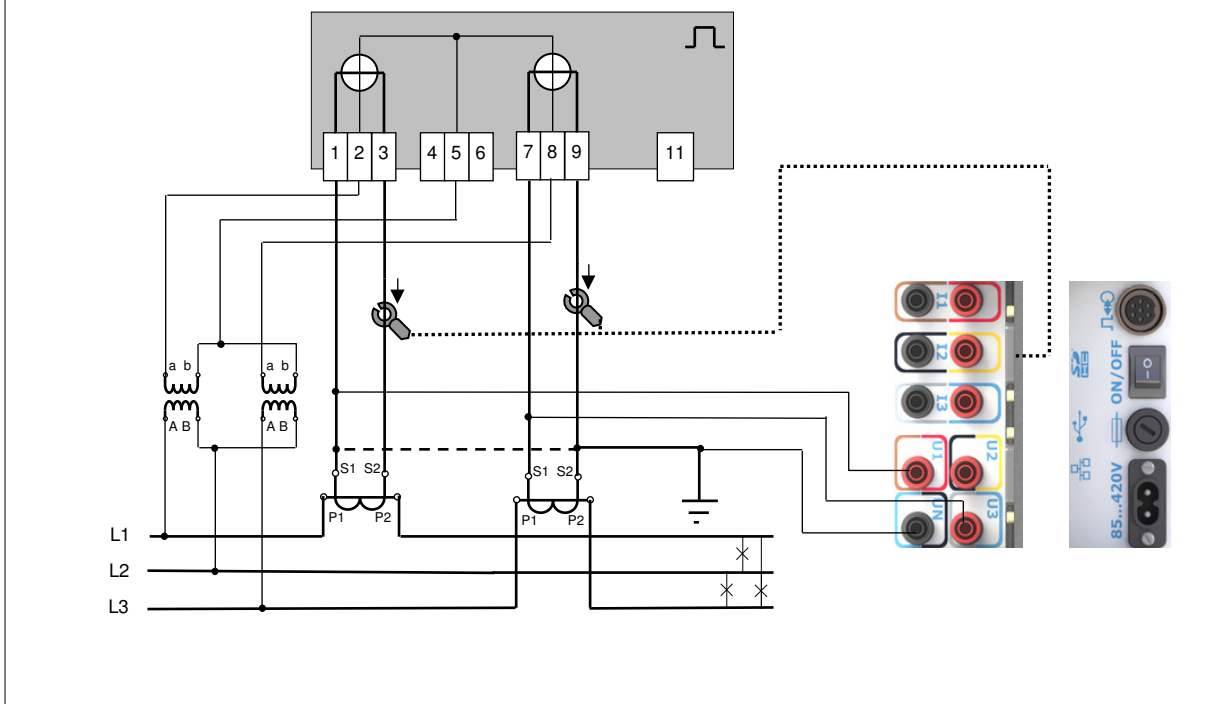 1 2 3 4 5 6 7 8 9 11
a b a b
A B A B
S1 S2 S1 S2
P1 P2 P1 P2
L1
L2
L3
I1
I2
I3
U1 U2
UN U3
ON/OFF
85...420V